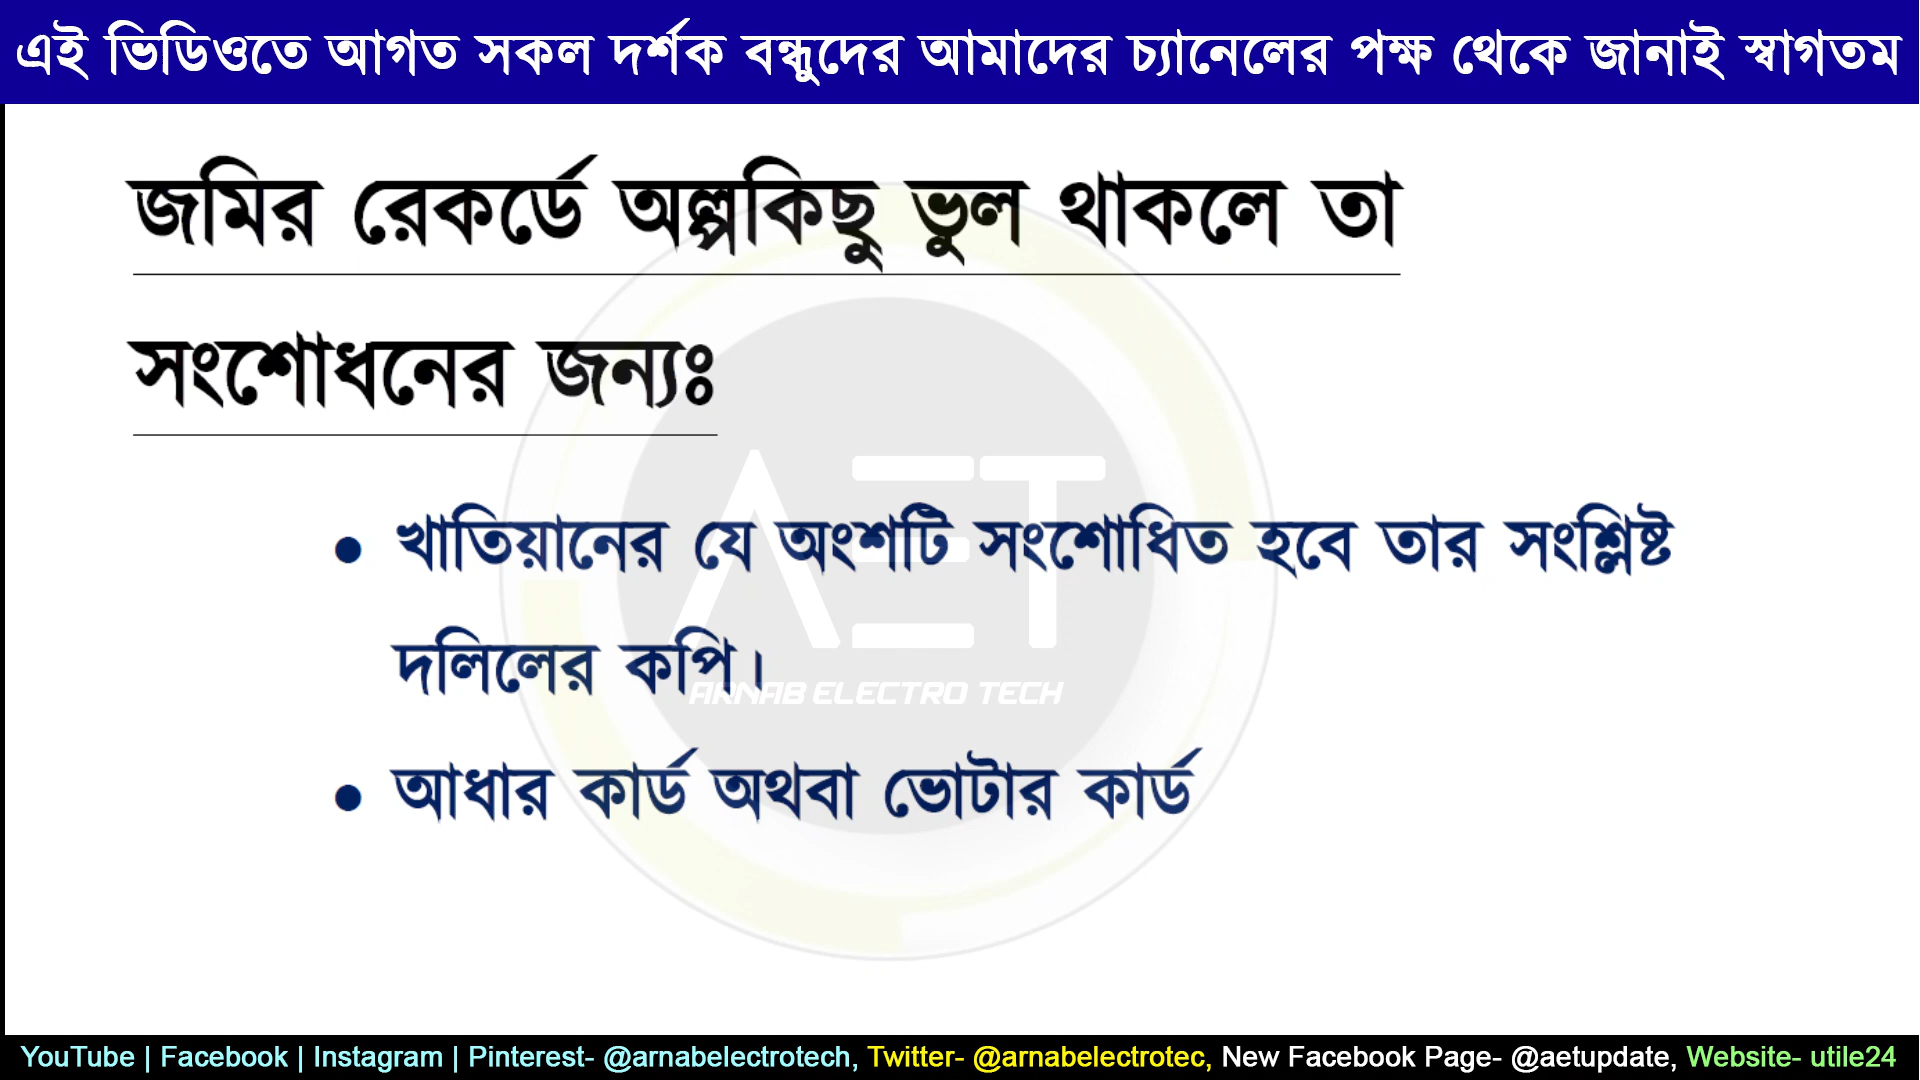 এই ভিডিওতে আগত সকল দর্শক বন্ধুদের আমাদের চ্যানেলের পক্ষ থেকে জানাই স্বাগতম
জমির রেকর্ডে অল্পকিছু ভুল থাকলে তা
সংশোধনের জন্যঃ
• খাতিয়ানের যে অংশটি সংশোধিত হবে তার সংশ্লিষ্ট
দলিলের কপি।
AET
ARNAB ELECTRO TECH
• আধার কার্ড অথবা ভোটার কার্ড
YouTube | Facebook | Instagram | Pinterest- @arnabelectrotech, Twitter- @arnabelectrotec, New Facebook Page- @aetupdate, Website- utile24